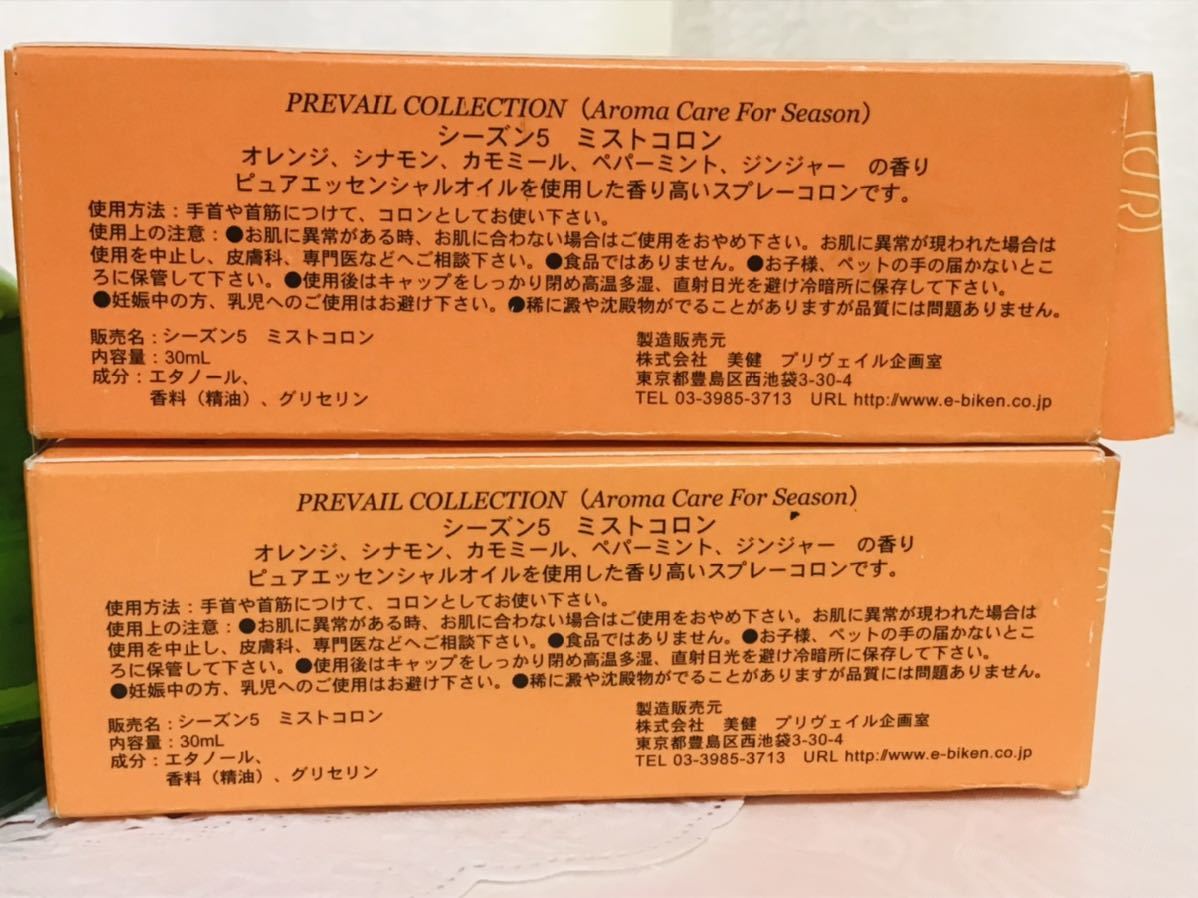 PREVAIL COLLECTION（Aroma Care For Season）
シーズン5　ミストコロン
オレンジ、シナモン、カモミール、ペパーミント、ジンジャー　の香り
ピュアエッセンシャルオイルを使用した香り高いスプレーコロンです。
使用方法：手首や首筋につけて、コロンとしてお使い下さい。
使用上の注意：●お肌に異常がある時、お肌に合わない場合はご使用をおやめ下さい。お肌に異常が現われた場合は
使用を中止し、皮膚科、専門医などへご相談下さい。●食品ではありません。●お子様、ペットの手の届かないとこ
ろに保管して下さい。●使用後はキャップをしっかり閉め高温多湿、直射日光を避け冷暗所に保存して下さい。
●妊娠中の方、乳児へのご使用はお避け下さい。●稀に澱や沈殿物がでることがありますが品質には問題ありません。
販売名：シーズン5　ミストコロン
内容量：30mL
成分：エタノール、
香料（精油）、グリセリン
製造販売元
株式会社　美健　プリヴェイル企画室
東京都豊島区西池袋3-30-4
TEL 03-3985-3713　URL http://www.e-biken.co.jp
PREVAIL COLLECTION（Aroma Care For Season）
シーズン5　ミストコロン
オレンジ、シナモン、カモミール、ペパーミント、ジンジャー　の香り
ピュアエッセンシャルオイルを使用した香り高いスプレーコロンです。
使用方法：手首や首筋につけて、コロンとしてお使い下さい。
使用上の注意：●お肌に異常がある時、お肌に合わない場合はご使用をおやめ下さい。お肌に異常が現われた場合は
使用を中止し、皮膚科、専門医などへご相談下さい。●食品ではありません。●お子様、ペットの手の届かないとこ
ろに保管して下さい。●使用後はキャップをしっかり閉め高温多湿、直射日光を避け冷暗所に保存して下さい。
●妊娠中の方、乳児へのご使用はお避け下さい。●稀に澱や沈殿物がでることがありますが品質には問題ありません。
販売名：シーズン5　ミストコロン
内容量：30mL
成分：エタノール、
香料（精油）、グリセリン
製造販売元
株式会社　美健　プリヴェイル企画室
東京都豊島区西池袋3-30-4
TEL 03-3985-3713　URL http://www.e-biken.co.jp